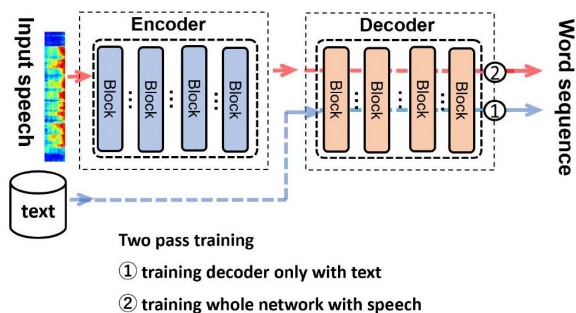 Encoder
Decoder
Input speech
Block
Block
Block
Block
Block
Block
Block
Block
②
①
Word sequence
text
Two pass training
① training decoder only with text
② training whole network with speech